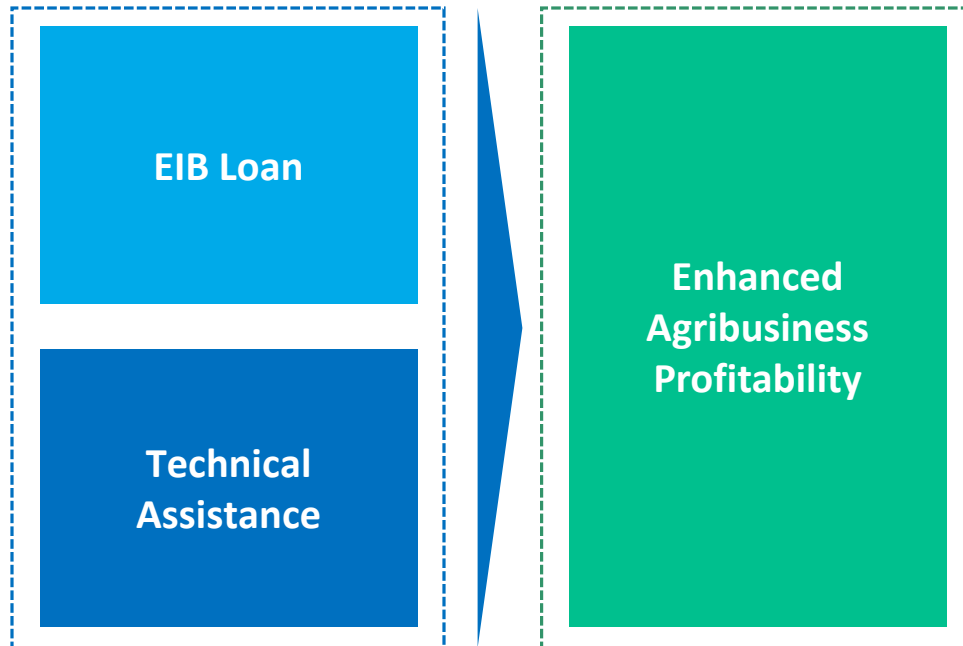 EIB Loan
Technical
Assistance
Enhanced
Agribusiness
Profitability